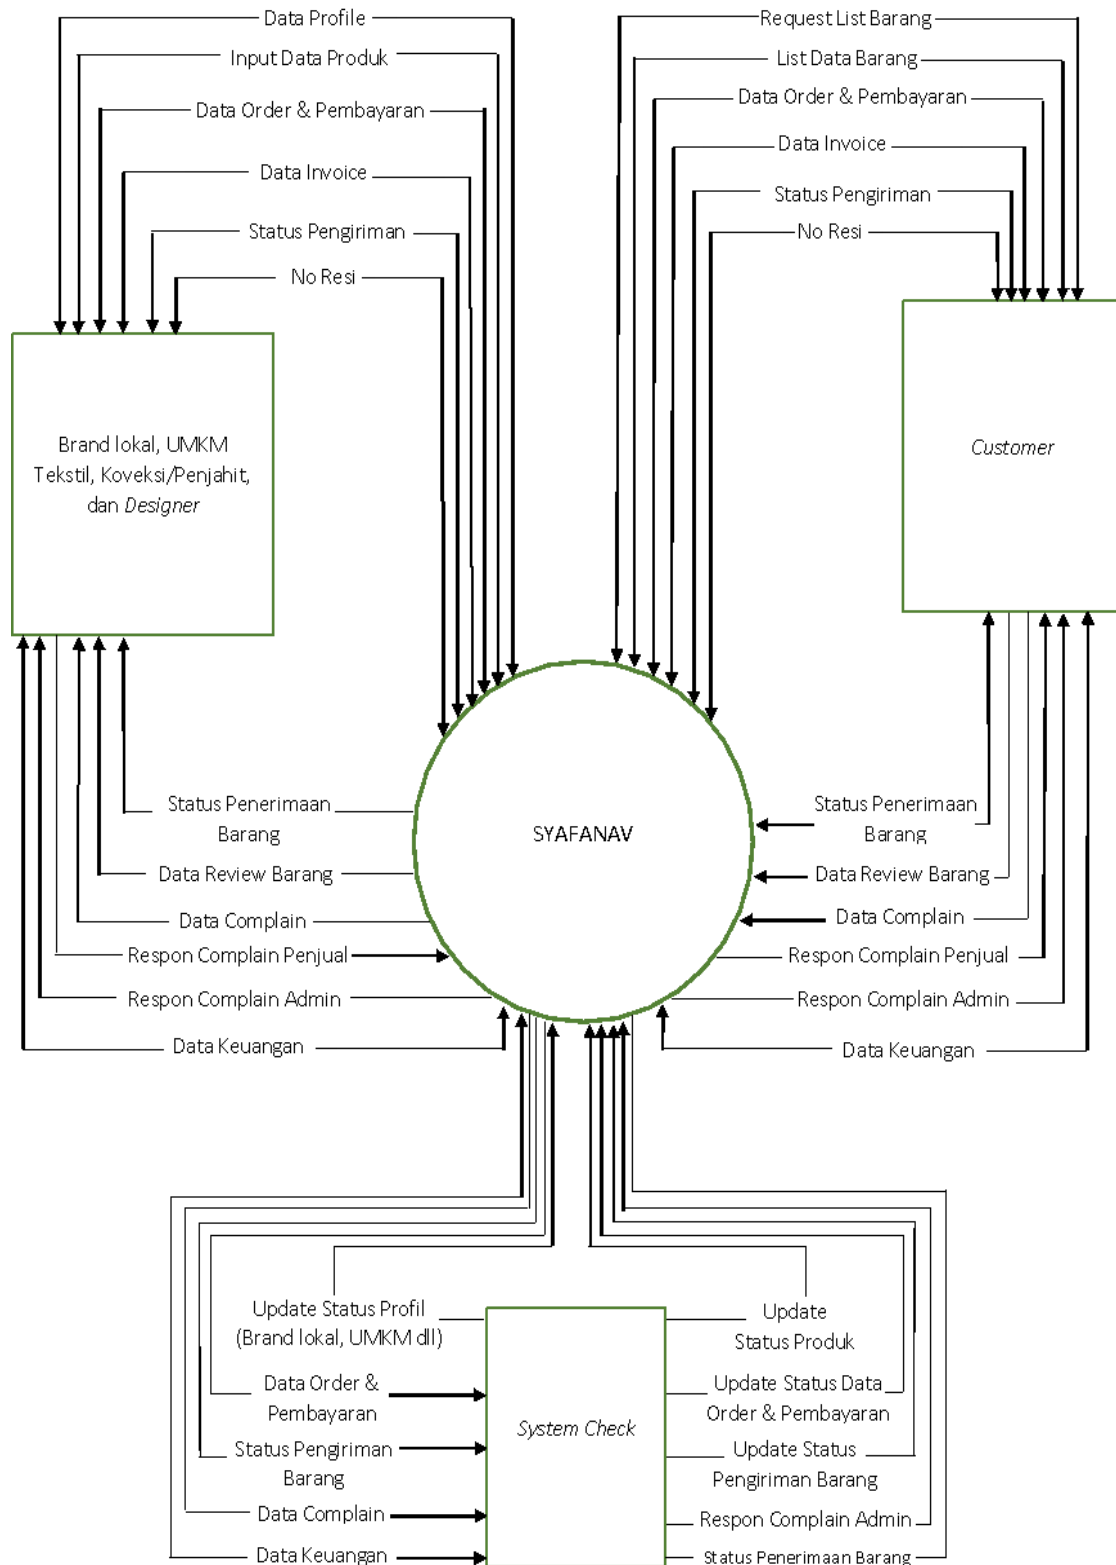 Data Profile
Input Data Produk
Data Order & Pembayaran
Data Invoice
Status Pengiriman
No Resi
Request List Barang
List Data Barang
Data Order & Pembayaran
Data Invoice
Status Pengiriman
No Resi
Brand lokal, UMKM
Tekstil, Koveksi/Penjahit,
dan Designer
Customer
SYAFANAV
Status Penerimaan
Barang
Data Review Barang
Data Complain
Respon Complain Penjual
Respon Complain Admin
Data Keuangan
Status Penerimaan
Barang
Data Review Barang
Data Complain
Respon Complain Penjual
Respon Complain Admin
Data Keuangan
Update Status Profil
(Brand lokal, UMKM dll)
Data Order &
Pembayaran
Status Pengiriman
Barang
Data Complain
Data Keuangan
System Check
Update
Status Produk
Update Status Data
Order & Pembayaran
Update Status
Pengiriman Barang
Respon Complain Admin
Status Penerimaan Barang